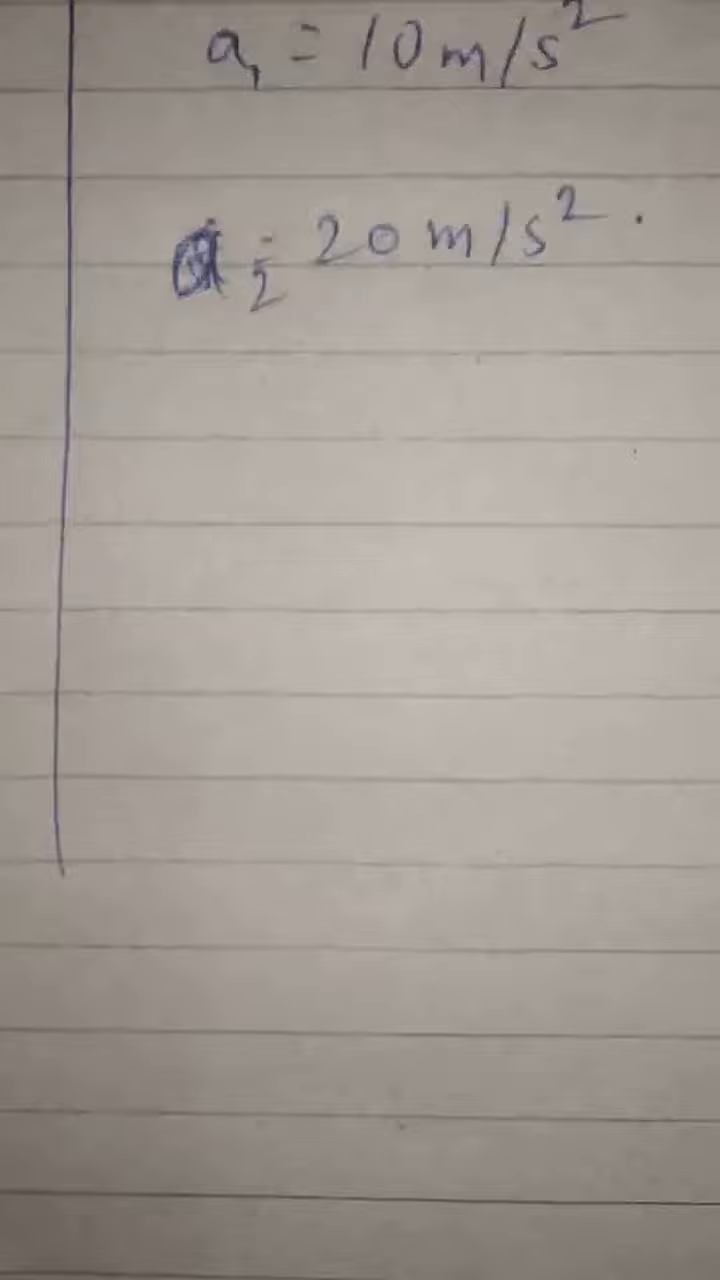 a₁ = 10 m/s²
a₂ = 20 m/s².